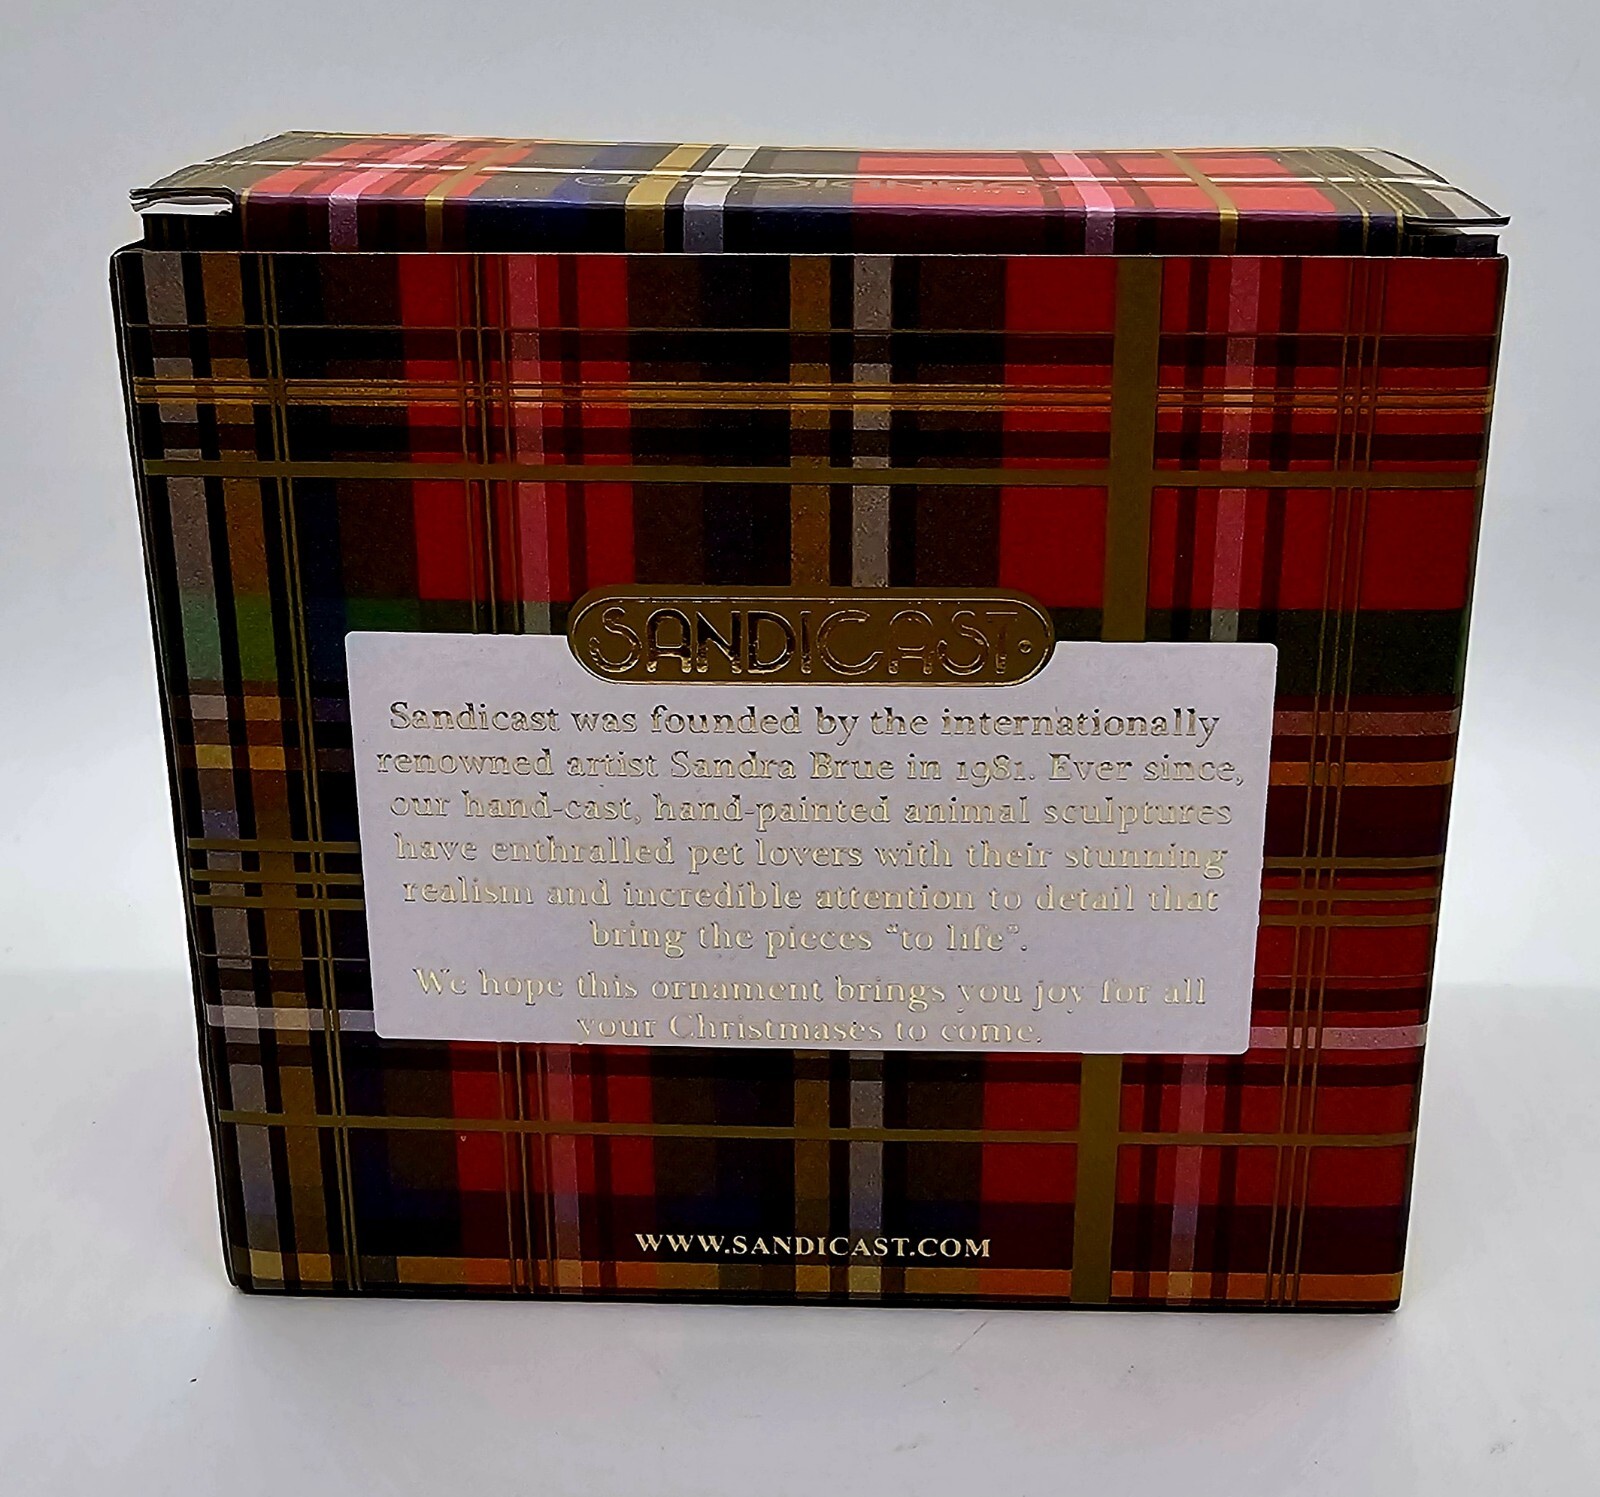 SANDICAST
SANDICAST
Sandicast was founded by the internationally
renowned artist Sandra Brue in 1981. Ever since,
our hand-cast, hand-painted animal sculptures
have enthralled pet lovers with their stunning
realism and incredible attention to detail that
bring the pieces “to life”.
We hope this ornament brings you joy for all
your Christmases to come.
WWW.SANDICAST.COM